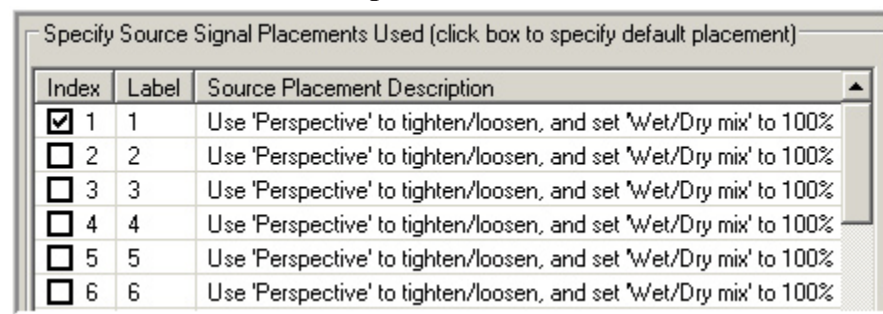 Specify Source Signal Placements Used (click box to specify default placement)
Index Label Source Placement Description
1 1 Use 'Perspective' to tighten/loosen, and set 'Wet/Dry mix' to 100%
2 2 Use 'Perspective' to tighten/loosen, and set 'Wet/Dry mix' to 100%
3 3 Use 'Perspective' to tighten/loosen, and set 'Wet/Dry mix' to 100%
4 4 Use 'Perspective' to tighten/loosen, and set 'Wet/Dry mix' to 100%
5 5 Use 'Perspective' to tighten/loosen, and set 'Wet/Dry mix' to 100%
6 6 Use 'Perspective' to tighten/loosen, and set 'Wet/Dry mix' to 100%